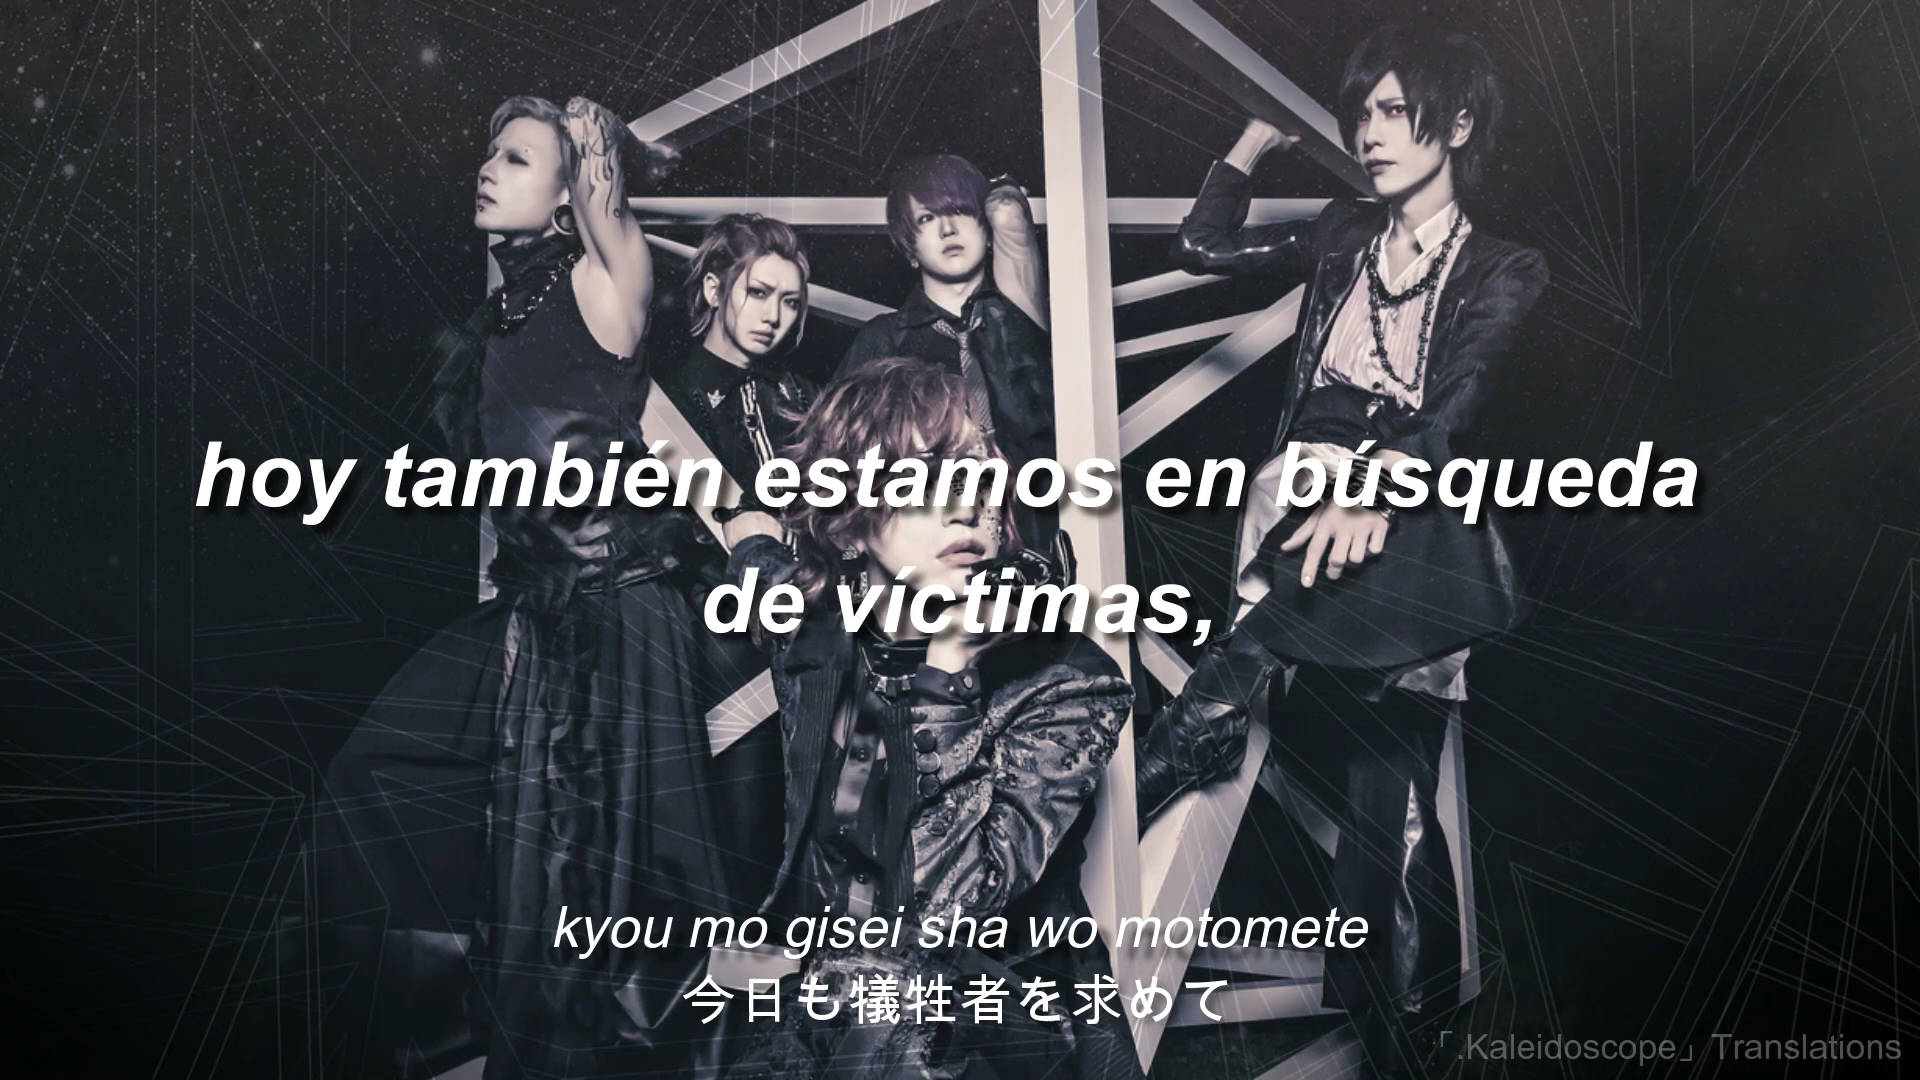 hoy también estamos en búsqueda
de víctimas,
kyou mo gisei sha wo motomete
今日も犠牲者を求めて
「.Kaleidoscope」Translations